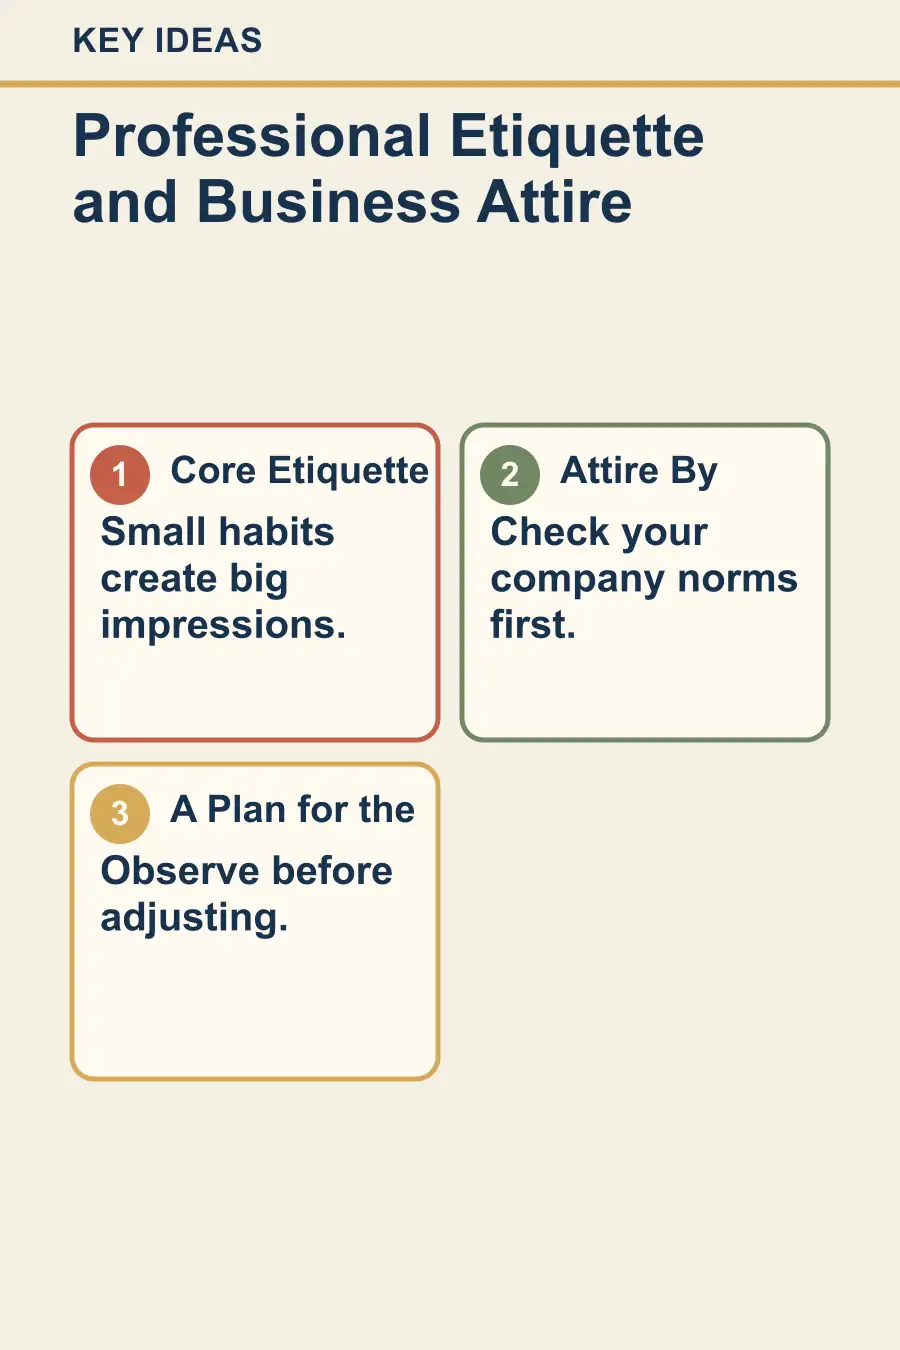 KEY IDEAS
Professional Etiquette
and Business Attire
1 Core Etiquette
Small habits
create big
impressions.
2 Attire By
Check your
company norms
first.
3 A Plan for the
Observe before
adjusting.